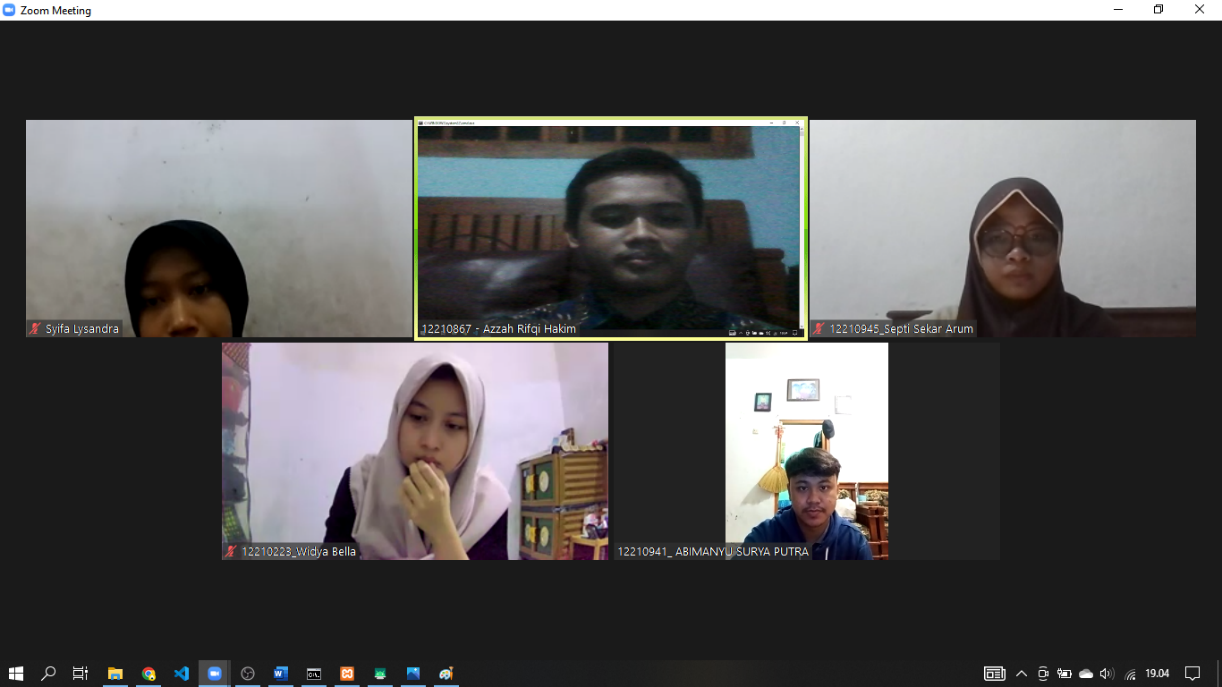 Zoom Meeting
Syifa Lysandra
12210867 - Azzah Rifqi Hakim
12210945_Septi Sekar Arum
12210223_Widya Bella
12210941_ ABIMANYU SURYA PUTRA
19.04